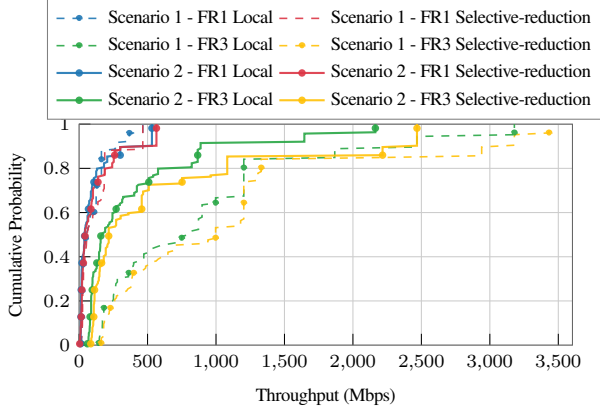 Scenario 1 - FR1 Local Scenario 1 - FR1 Selective-reduction
Scenario 1 - FR3 Local Scenario 1 - FR3 Selective-reduction
Scenario 2 - FR1 Local Scenario 2 - FR1 Selective-reduction
Scenario 2 - FR3 Local Scenario 2 - FR3 Selective-reduction
1
0.8
0.6
0.4
0.2
0
Cumulative Probability
0 500 1,000 1,500 2,000 2,500 3,000 3,500
Throughput (Mbps)